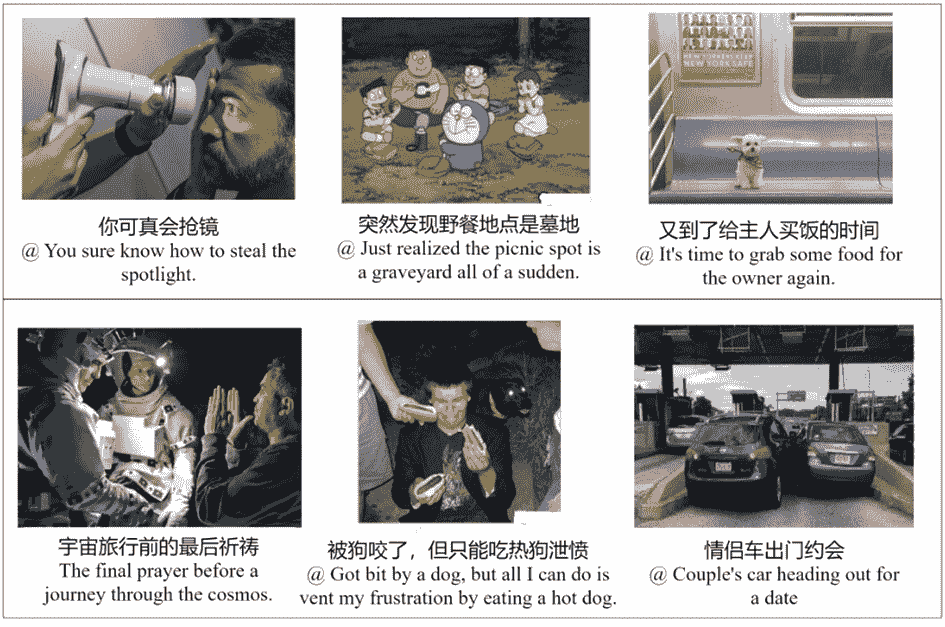 NEW YORKERS KEEP
NEW YORK SAFE
你可真会抢镜
@ You sure know how to steal the
spotlight.
突然发现野餐地点是墓地
@ Just realized the picnic spot is
a graveyard all of a sudden.
又到了给主人买饭的时间
@ It's time to grab some food for
the owner again.
宇宙旅行前的最后祈祷
The final prayer before a
journey through the cosmos.
被狗咬了，但只能吃热狗泄愤
@ Got bit by a dog, but all I can do is
vent my frustration by eating a hot dog.
情侣车出门约会
@ Couple's car heading out for
a date